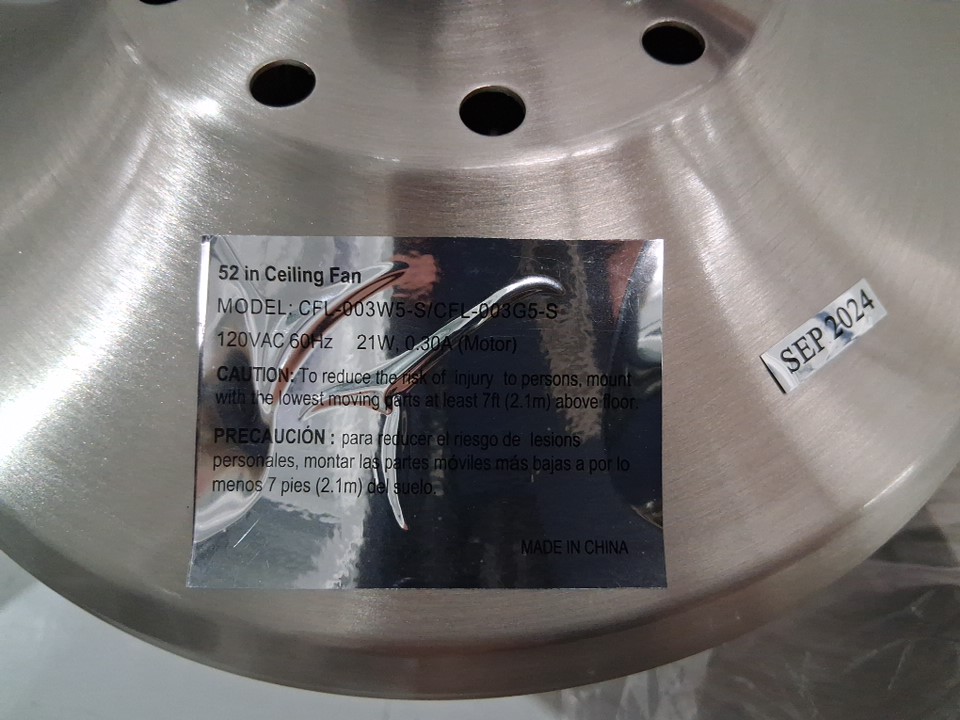 52 in Ceiling Fan
MODEL: CFL-003W5-S/CFL-003G5-S
120VAC 60Hz 21W, 0.30A (Motor)
CAUTION: To reduce the risk of injury to persons, mount
with the lowest moving parts at least 7ft (2.1m) above floor.
PRECAUCIÓN : para reducer el riesgo de lesions
personales, montar las partes móviles más bajas a por lo
menos 7 pies (2.1m) del suelo.
MADE IN CHINA
SEP 2024